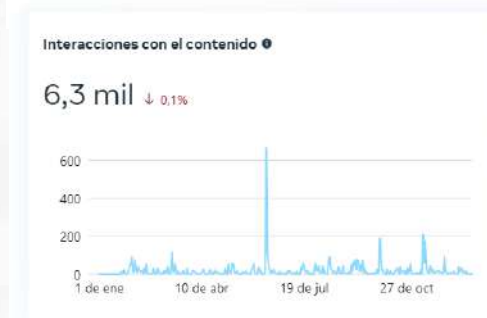 Interacciones con el contenido
6,3 mil ↓ 0,1%
600
400
200
0
1 de ene 10 de abr 19 de jul 27 de oct